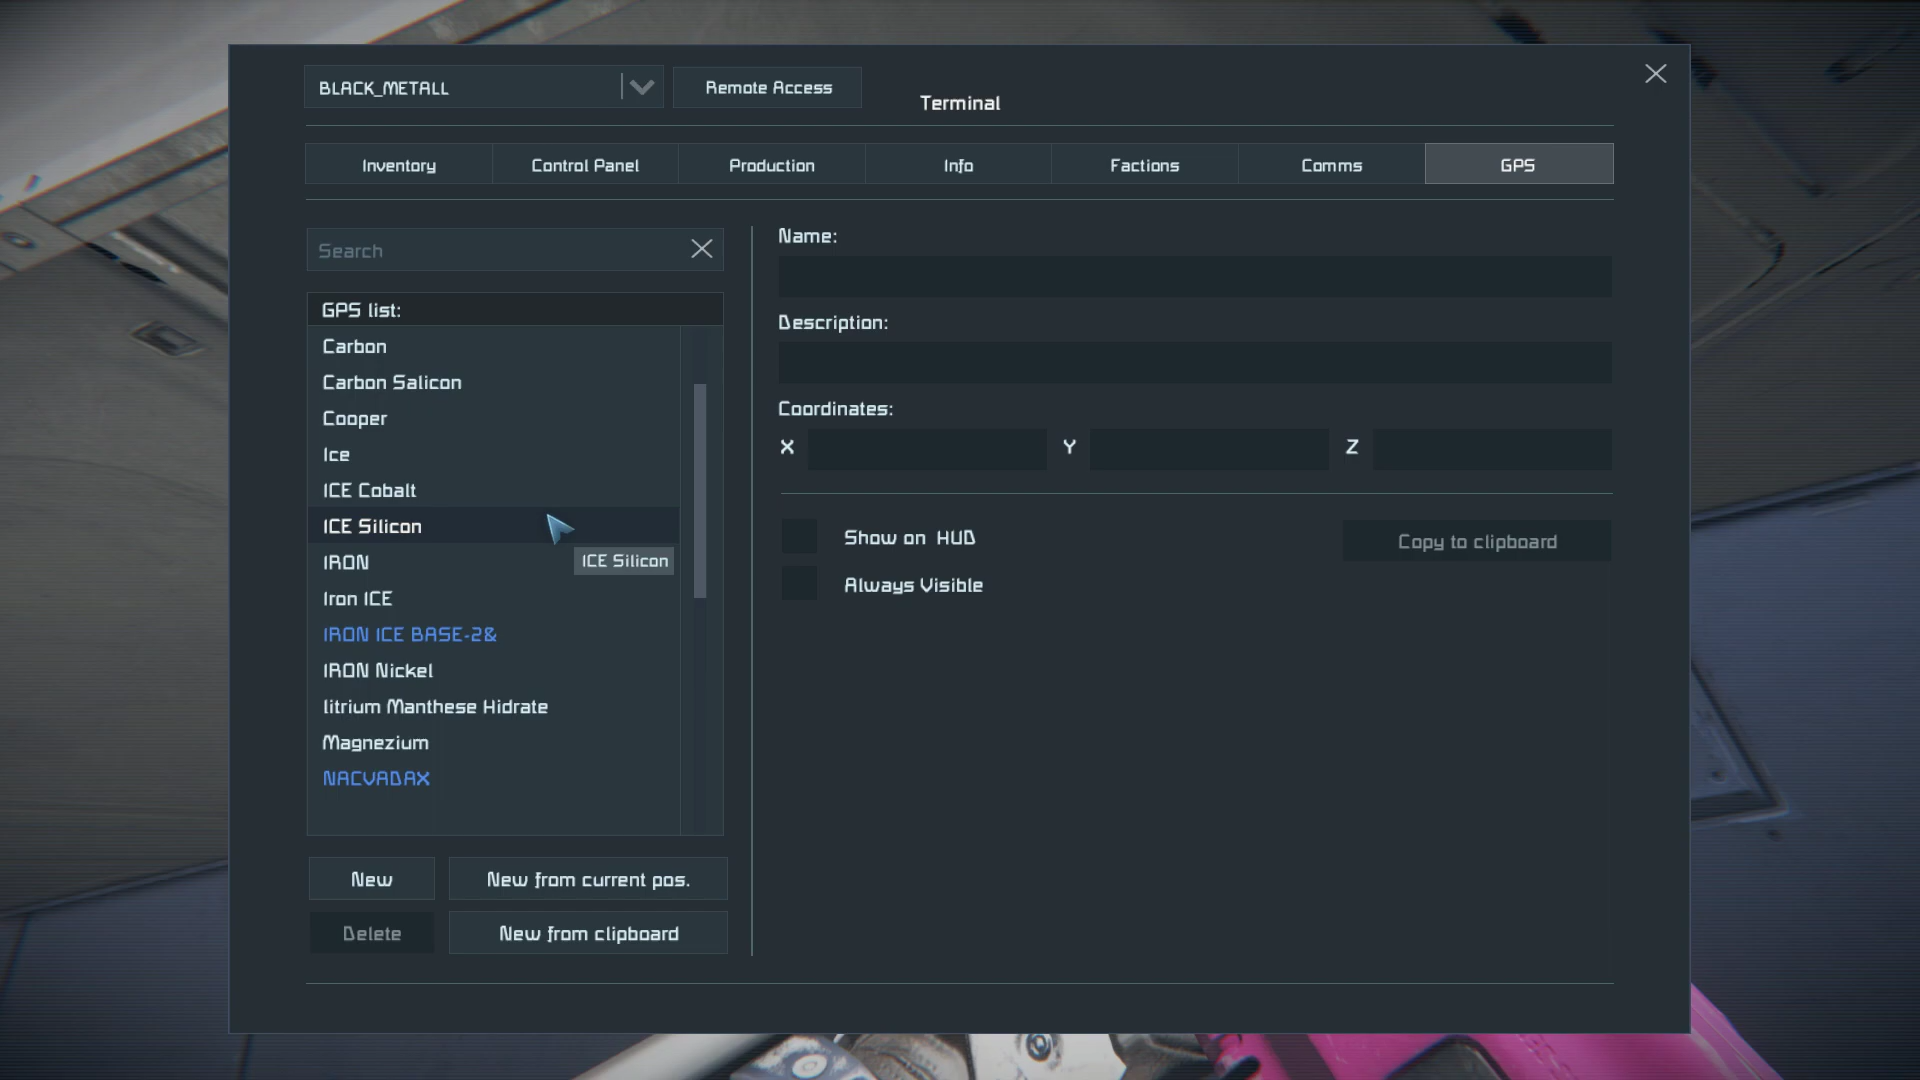 BLACK_METALL
Remote Access
Terminal
Inventory
Control Panel
Production
Info
Factions
Comms
GPS
Search
GPS list:
Carbon
Carbon Salicon
Cooper
Ice
ICE Cobalt
ICE Silicon
ICE Silicon
IRON
Iron ICE
IRON ICE BASE-2&
IRON Nickel
litrium Manthese Hidrate
Magnezium
NACVADAX
New
New from current pos.
Delete
New from clipboard
Name:
Description:
Coordinates:
X
Y
Z
Show on HUD
Copy to clipboard
Always Visible